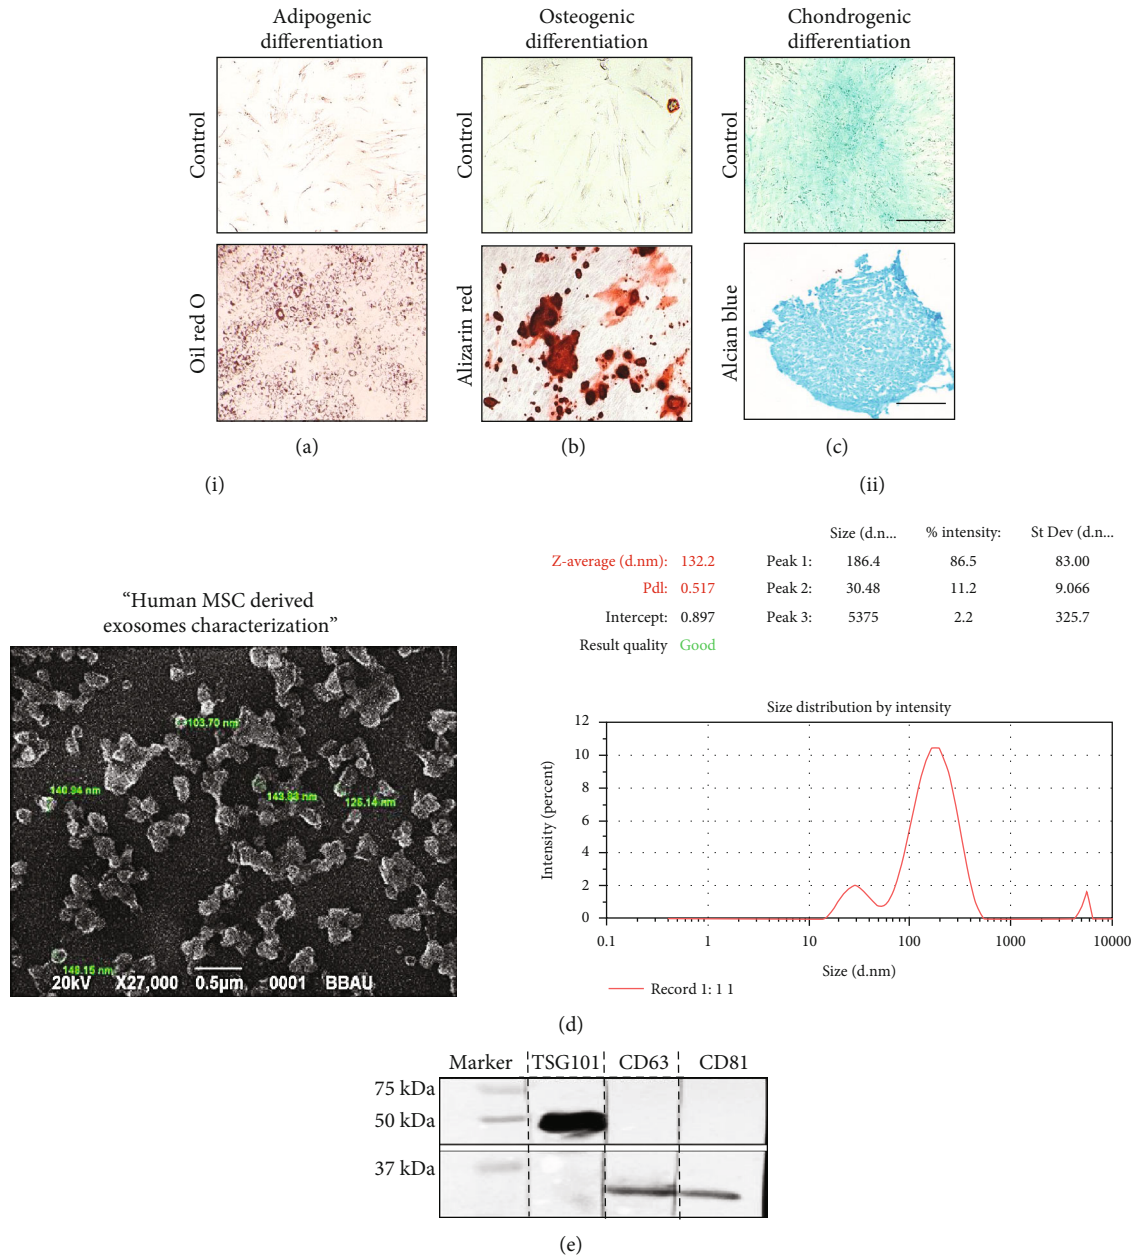 Adipogenic
differentiation
Osteogenic
differentiation
Chondrogenic
differentiation
Control
Control
Control
Oil red O
Alizarin red
Alcian blue
(a)
(b)
(c)
(i)
(ii)
"Human MSC derived
exosomes characterization"
103.70 nm
140.94 nm
143.83 nm
126.14 nm
148.15 nm
20kV X27,000 0.5µm 0001 BBAU
Size (d.n... % intensity: St Dev (d.n...
Z-average (d.nm): 132.2 Peak 1: 186.4 86.5 83.00
PdI: 0.517 Peak 2: 30.48 11.2 9.066
Intercept: 0.897 Peak 3: 5375 2.2 325.7
Result quality Good
Size distribution by intensity
Intensity (percent)
12
10
8
6
4
2
0
0.1 1 10 100 1000 10000
Size (d.nm)
Record 1: 1 1
(d)
Marker TSG101 CD63 CD81
75 kDa
50 kDa
37 kDa
(e)